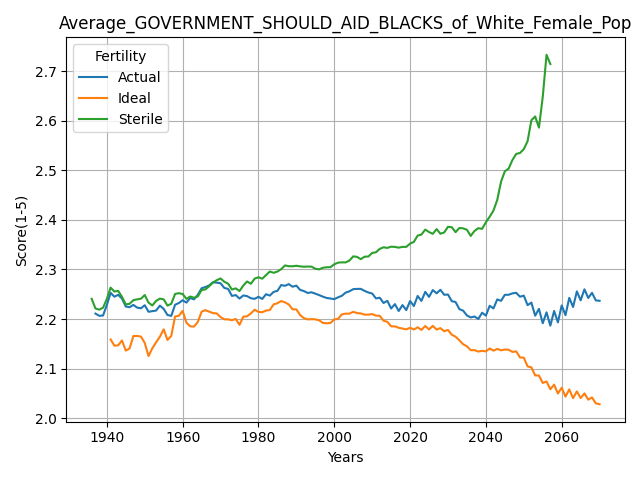 Average_GOVERNMENT_SHOULD_AID_BLACKS_of_White_Female_Pop
Fertility
Actual
Ideal
Sterile
Score(1-5)
2.7
2.6
2.5
2.4
2.3
2.2
2.1
2.0
1940 1960 1980 2000 2020 2040 2060
Years